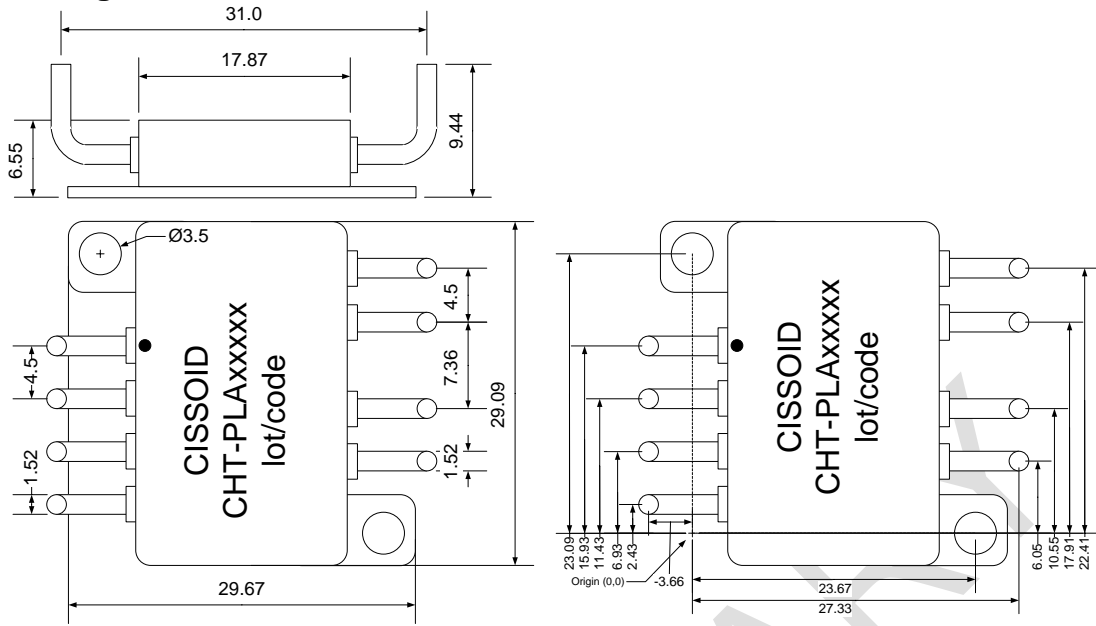 31.0
17.87
6.55
9.44
Ø3.5
4.5
1.52
CISSOID
CHT-PLAxxxxx
lot/code
4.5
7.36
1.52
29.09
29.67
CISSOID
CHT-PLAxxxxx
lot/code
23.09
15.93
11.43
6.93
2.43
Origin (0,0)
-3.66
23.67
27.33
6.05
10.55
17.91
22.41